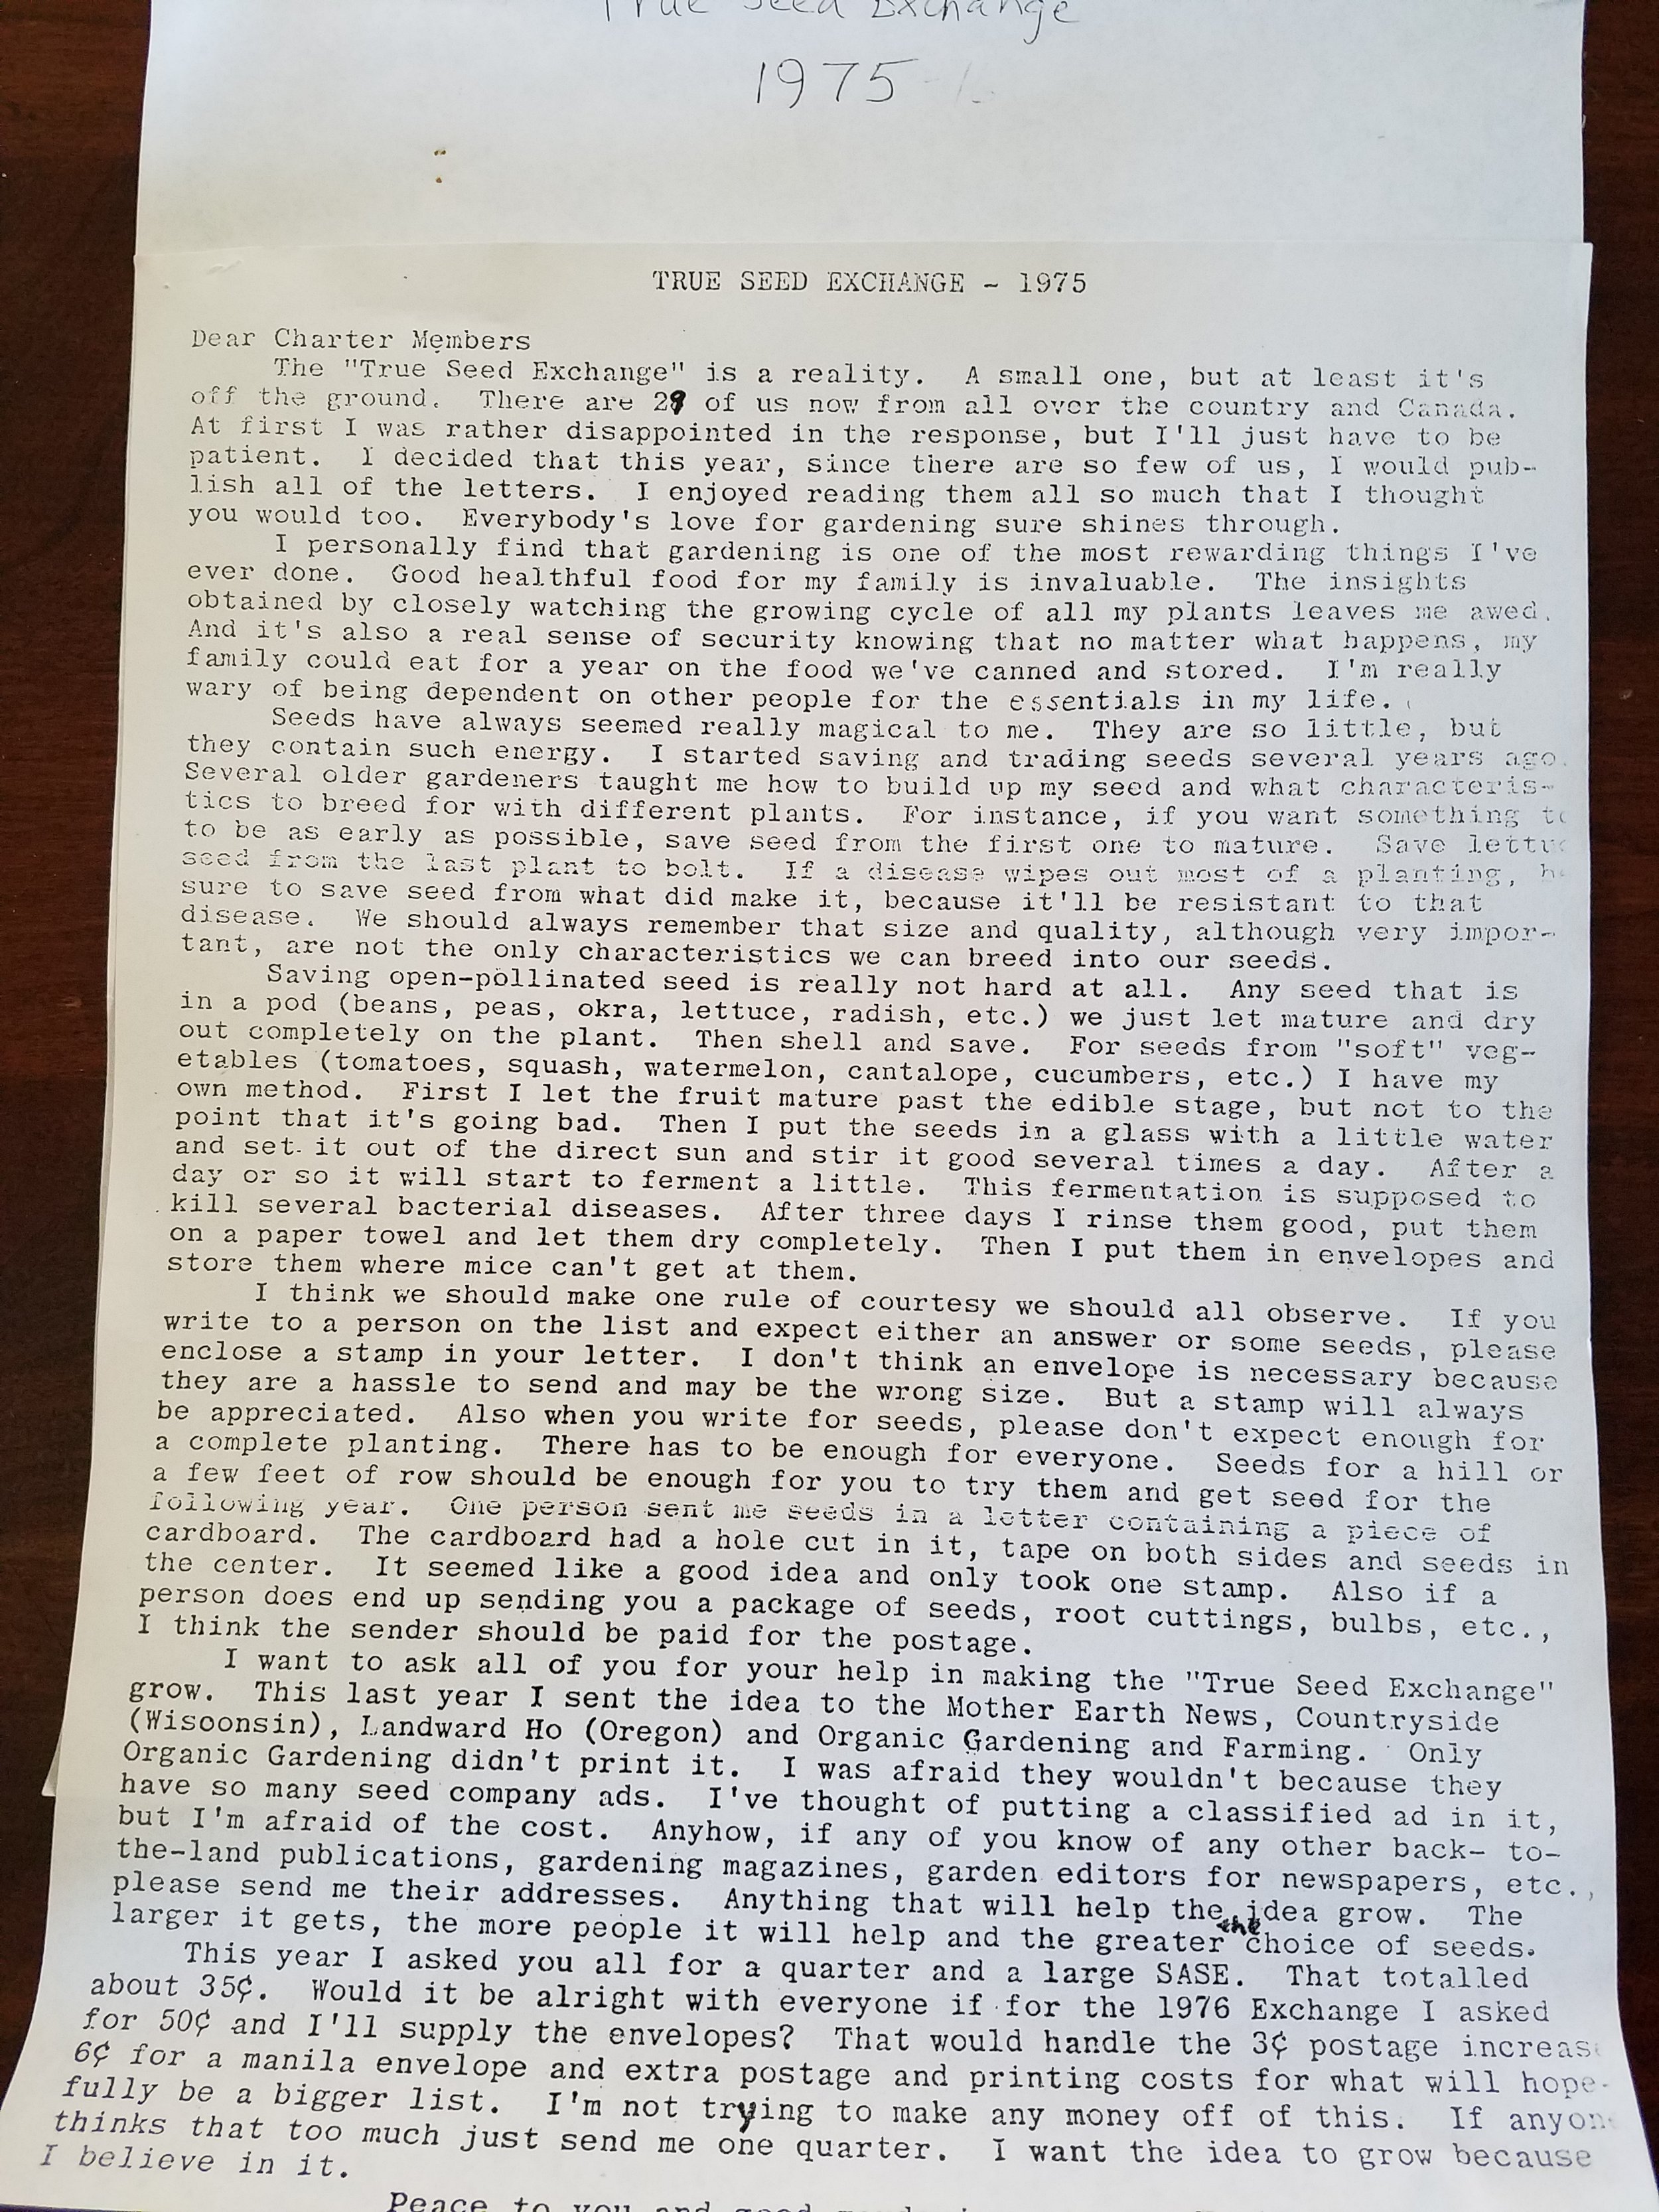 True Seed Exchange
1975
TRUE SEED EXCHANGE - 1975
Dear Charter Members
The "True Seed Exchange" is a reality. A small one, but at least it's
off the ground. There are 29 of us now from all over the country and Canada.
At first I was rather disappointed in the response, but I'll just have to be
patient. I decided that this year, since there are so few of us, I would pub-
lish all of the letters. I enjoyed reading them all so much that I thought
you would too. Everybody's love for gardening sure shines through.
I personally find that gardening is one of the most rewarding things I've
ever done. Good healthful food for my family is invaluable. The insights
obtained by closely watching the growing cycle of all my plants leaves me awed.
And it's also a real sense of security knowing that no matter what happens, my
family could eat for a year on the food we've canned and stored. I'm really
wary of being dependent on other people for the essentials in my life.
Seeds have always seemed really magical to me. They are so little, but
they contain such energy. I started saving and trading seeds several years ago.
Several older gardeners taught me how to build up my seed and what characteris-
tics to breed for with different plants. For instance, if you want something to
to be as early as possible, save seed from the first one to mature. Save lettuc
seed from the last plant to bolt. If a disease wipes out most of a planting, b
sure to save seed from what did make it, because it'll be resistant to that
disease. We should always remember that size and quality, although very impor-
tant, are not the only characteristics we can breed into our seeds.
Saving open-pollinated seed is really not hard at all. Any seed that is
in a pod (beans, peas, okra, lettuce, radish, etc.) we just let mature and dry
out completely on the plant. Then shell and save. For seeds from "soft" veg-
etables (tomatoes, squash, watermelon, cantalope, cucumbers, etc.) I have my
own method. First I let the fruit mature past the edible stage, but not to the
point that it's going bad. Then I put the seeds in a glass with a little water
and set it out of the direct sun and stir it good several times a day. After a
day or so it will start to ferment a little. This fermentation is supposed to
kill several bacterial diseases. After three days I rinse them good, put them
on a paper towel and let them dry completely. Then I put them in envelopes and
store them where mice can't get at them.
I think we should make one rule of courtesy we should all observe. If you
write to a person on the list and expect either an answer or some seeds, please
enclose a stamp in your letter. I don't think an envelope is necessary because
they are a hassle to send and may be the wrong size. But a stamp will always
be appreciated. Also when you write for seeds, please don't expect enough for
a complete planting. There has to be enough for everyone. Seeds for a hill or
a few feet of row should be enough for you to try them and get seed for the
following year. One person sent me seeds in a letter containing a piece of
cardboard. The cardboard had a hole cut in it, tape on both sides and seeds in
the center. It seemed like a good idea and only took one stamp. Also if a
person does end up sending you a package of seeds, root cuttings, bulbs, etc.,
I think the sender should be paid for the postage.
I want to ask all of you for your help in making the "True Seed Exchange"
grow. This last year I sent the idea to the Mother Earth News, Countryside
(Wisconsin), Landward Ho (Oregon) and Organic Gardening and Farming. Only
Organic Gardening didn't print it. I was afraid they wouldn't because they
have so many seed company ads. I've thought of putting a classified ad in it,
but I'm afraid of the cost. Anyhow, if any of you know of any other back- to-
the-land publications, gardening magazines, garden editors for newspapers, etc.,
please send me their addresses. Anything that will help the idea grow. The
larger it gets, the more people it will help and the greater the choice of seeds.
This year I asked you all for a quarter and a large SASE. That totalled
about 35¢. Would it be alright with everyone if for the 1976 Exchange I asked
for 50¢ and I'll supply the envelopes? That would handle the 3¢ postage increase
6¢ for a manila envelope and extra postage and printing costs for what will hope-
fully be a bigger list. I'm not trying to make any money off of this. If anyone
thinks that too much just send me one quarter. I want the idea to grow because
I believe in it.
Peace to you and good